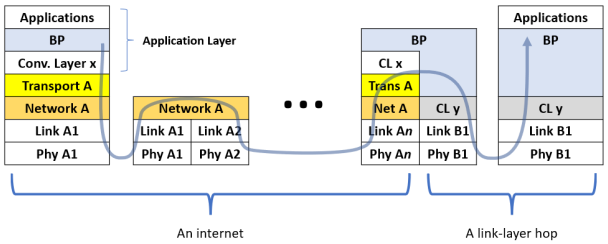 Applications
BP
Conv. Layer x
Transport A
Network A
Link A1
Phy A1
Application Layer
Network A
Link A1 Link A2
Phy A1 Phy A2
BP
CL x
Trans A
Net A CL y
Link An Link B1
Phy An Phy B1
Applications
BP
CL y
Link B1
Phy B1
An internet
A link-layer hop